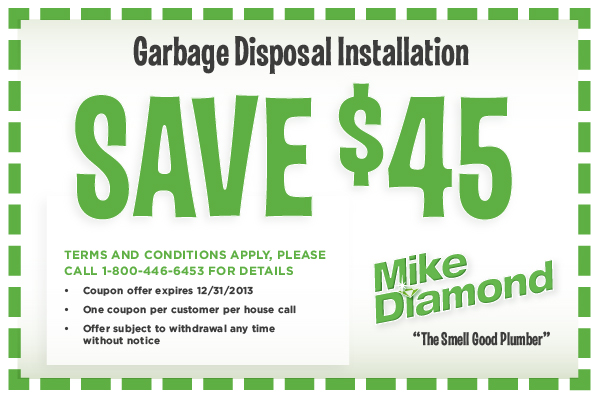 Garbage Disposal Installation
SAVE $45
TERMS AND CONDITIONS APPLY, PLEASE
CALL 1-800-446-6453 FOR DETAILS
• Coupon offer expires 12/31/2013
• One coupon per customer per house call
• Offer subject to withdrawal any time
without notice
Mike
Diamond
“The Smell Good Plumber”